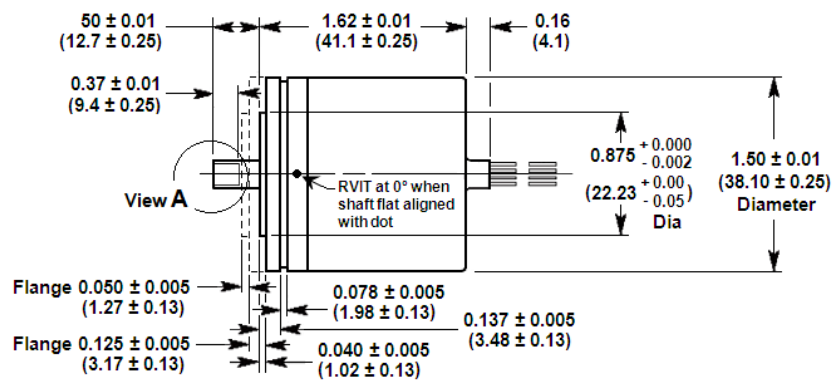 50 ± 0.01
(12.7 ± 0.25)
1.62 ± 0.01
(41.1 ± 0.25)
0.16
(4.1)
0.37 ± 0.01
(9.4 ± 0.25)
View A
RVIT at 0° when
shaft flat aligned
with dot
0.875 + 0.000
- 0.002
(22.23 + 0.00
- 0.05 )
Dia
1.50 ± 0.01
(38.10 ± 0.25)
Diameter
Flange 0.050 ± 0.005
(1.27 ± 0.13)
0.078 ± 0.005
(1.98 ± 0.13)
0.137 ± 0.005
(3.48 ± 0.13)
Flange 0.125 ± 0.005
(3.17 ± 0.13)
0.040 ± 0.005
(1.02 ± 0.13)